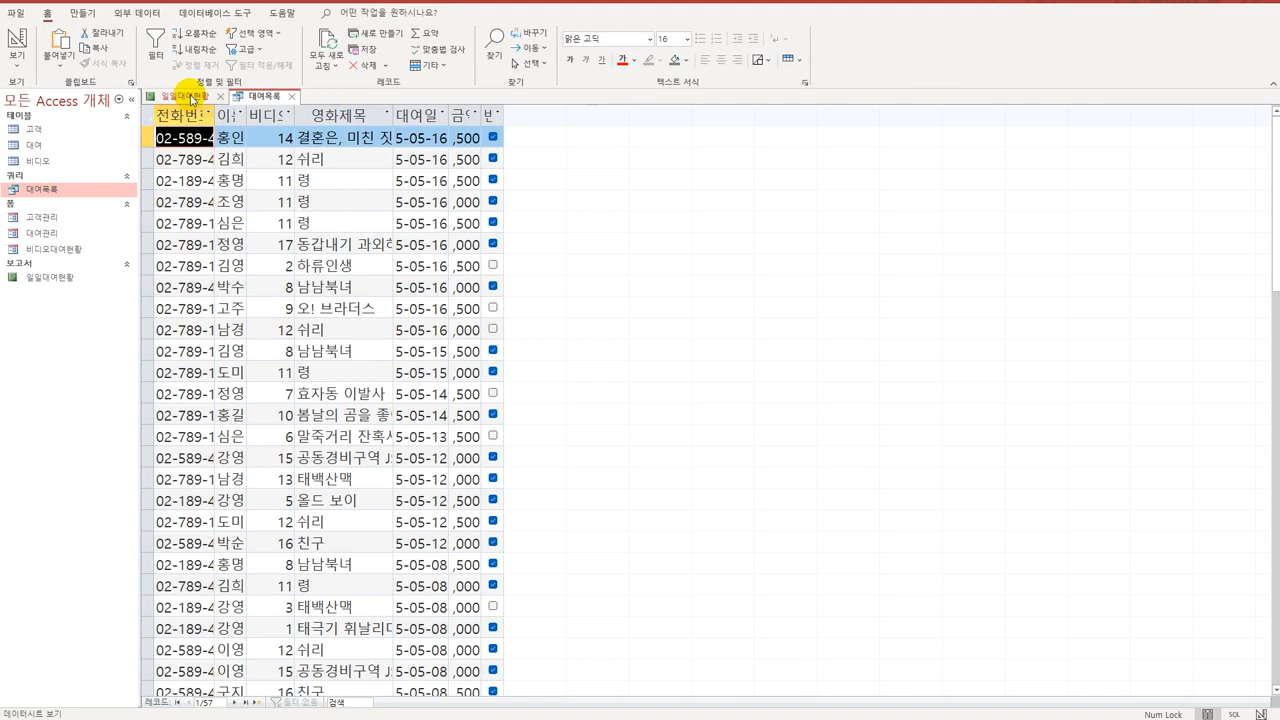 파일 홈 만들기 외부 데이터 데이터베이스 도구 도움말 어떤 작업을 원하시나요?
보기 붙여넣기 잘라내기 복사 서식 복사 필터 오름차순 내림차순 정렬 제거 선택 영역 고급 필터 적용/해제 모두 새로 고침 새로 만들기 저장 삭제 요약 맞춤법 검사 기타 찾기 바꾸기 이동 선택 맑은 고딕 16 가 가 가 가
보기 클립보드 정렬 및 필터 레코드 찾기 텍스트 서식
모든 Access 개체
테이블
고객
대여
비디오
쿼리
대여목록
폼
고객관리
대여관리
비디오대여현황
보고서
일일대여현황
일일대여현황 대여목록
전화번 이 비디 영화제목 대여일 금 반
02-589-4 홍인 14 결혼은, 미친 짓 5-05-16 ,500
02-789-4 김희 12 쉬리 5-05-16 ,500
02-189-4 홍명 11 령 5-05-16 ,500
02-789-4 조영 11 령 5-05-16 ,000
02-789-1 심은 11 령 5-05-16 ,500
02-789-1 정영 17 동갑내기 과외하 5-05-16 ,000
02-789-1 김영 2 하류인생 5-05-16 ,500
02-789-4 박수 8 남남북녀 5-05-16 ,000
02-789-1 고주 9 오! 브라더스 5-05-16 ,500
02-789-1 남경 12 쉬리 5-05-16 ,000
02-789-1 김영 8 남남북녀 5-05-15 ,500
02-789-1 도미 11 령 5-05-15 ,000
02-789-1 정영 7 효자동 이발사 5-05-14 ,500
02-789-1 홍길 10 봄날의 곰을 좋 5-05-14 ,500
02-789-1 심은 6 말죽거리 잔혹사 5-05-13 ,500
02-589-4 강영 15 공동경비구역 J 5-05-12 ,000
02-789-1 남경 13 태백산맥 5-05-12 ,000
02-189-4 강영 5 올드 보이 5-05-12 ,500
02-789-1 도미 12 쉬리 5-05-12 ,500
02-589-4 박순 16 친구 5-05-12 ,000
02-189-4 홍명 8 남남북녀 5-05-08 ,500
02-789-4 김희 11 령 5-05-08 ,000
02-189-4 강영 3 태백산맥 5-05-08 ,000
02-189-4 강영 1 태극기 휘날리 5-05-08 ,000
02-589-4 이영 12 쉬리 5-05-08 ,500
02-589-4 이영 15 공동경비구역 J 5-05-08 ,000
02-589-4 구지 16 친구 5-05-08 ,500
레코드: 1/57 필터 없음 검색
데이터시트 보기 Num Lock SQL